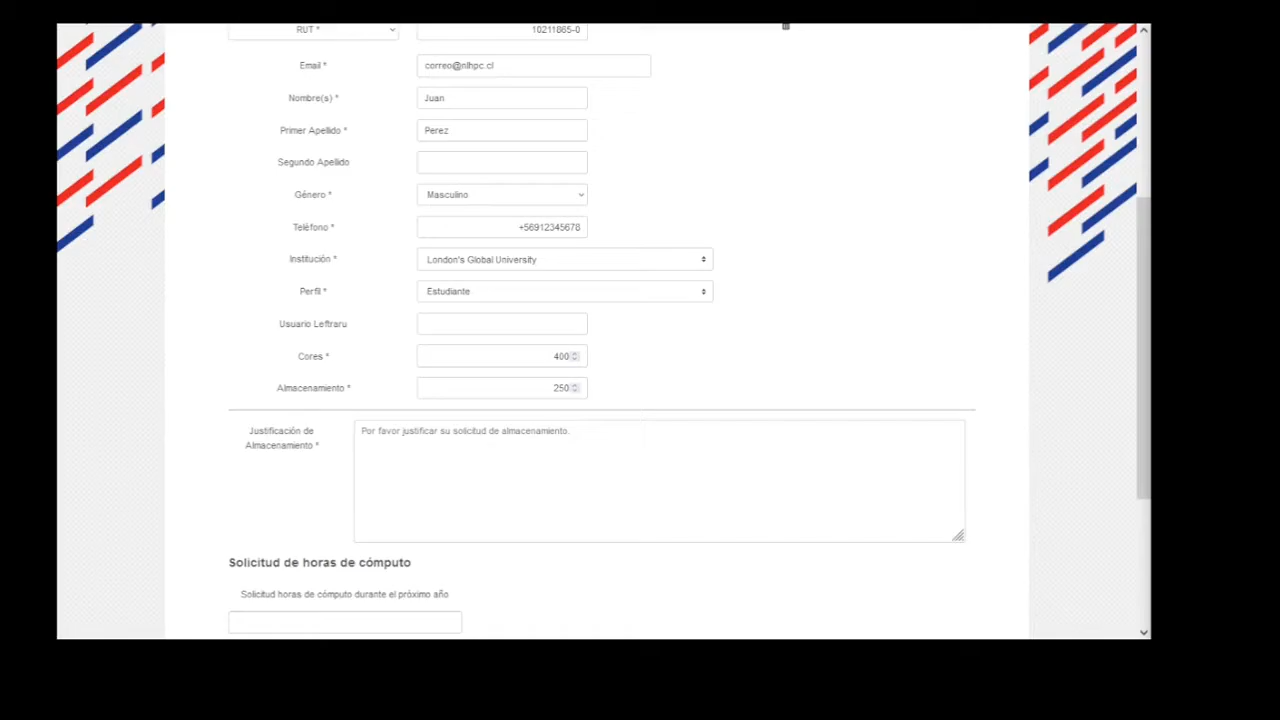 RUT * 10211865-0
Email * correo@nlhpc.cl
Nombre(s) * Juan
Primer Apellido * Perez
Segundo Apellido
Género * Masculino
Teléfono * +56912345678
Institución * London's Global University
Perfil * Estudiante
Usuario Leftraru
Cores * 400
Almacenamiento * 250
Justificación de
Almacenamiento *
Por favor justificar su solicitud de almacenamiento.
Solicitud de horas de cómputo
Solicitud horas de cómputo durante el próximo año